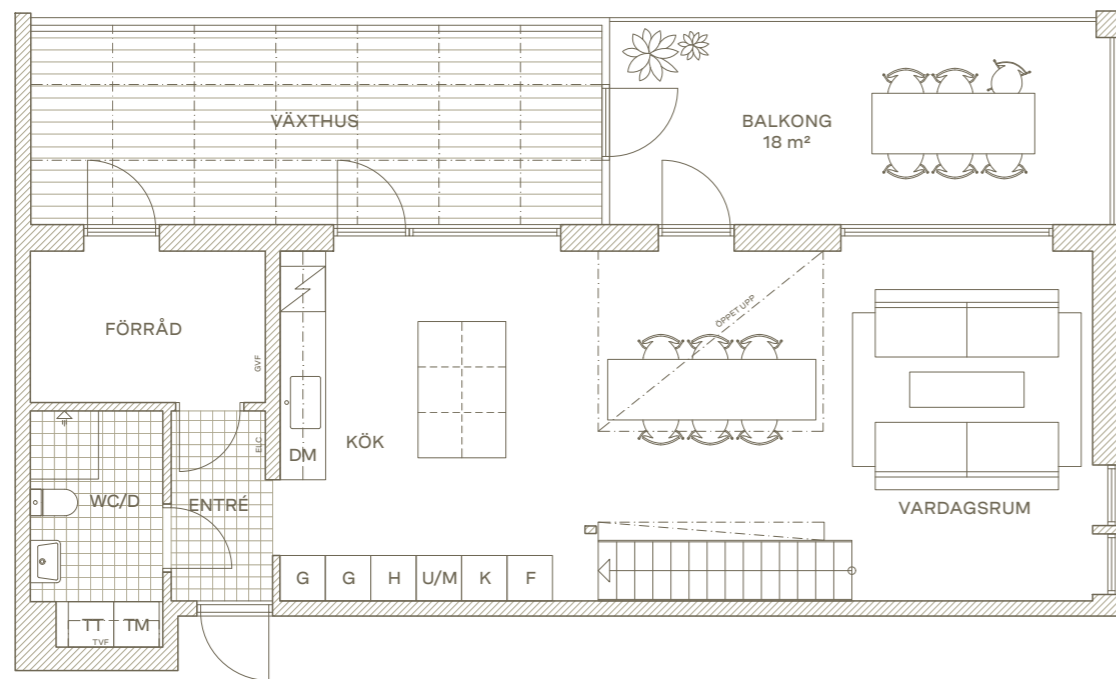 VÄXTHUS
BALKONG
18 m²
FÖRRÅD
GVF
ÖPPET UPP
ELC
KÖK
DM
WC/D
ENTRÉ
VARDAGSRUM
G G H U/M K F
TT TM
TVF